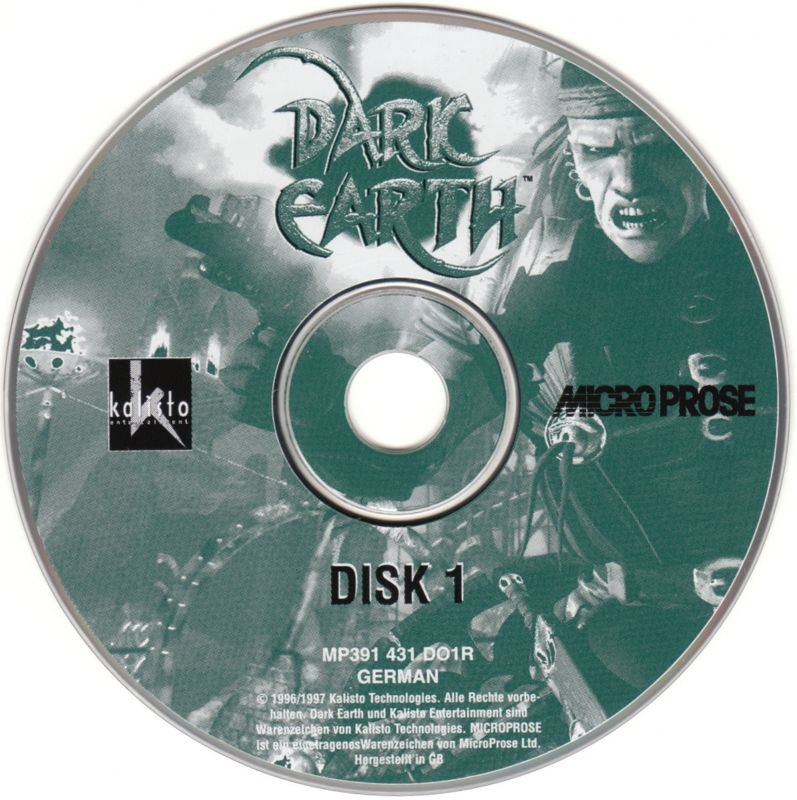 DARK
EARTH™
kalisto
entertainment
MICROPROSE
DISK 1
MP391 431 DO1R
GERMAN
© 1996/1997 Kalisto Technologies. Alle Rechte vorbe-
halten. Dark Earth und Kalisto Entertainment sind
Warenzeichen von Kalisto Technologies. MICROPROSE
ist ein eigetragenesWarenzeichen von MicroProse Ltd.
Hergestellt in GB